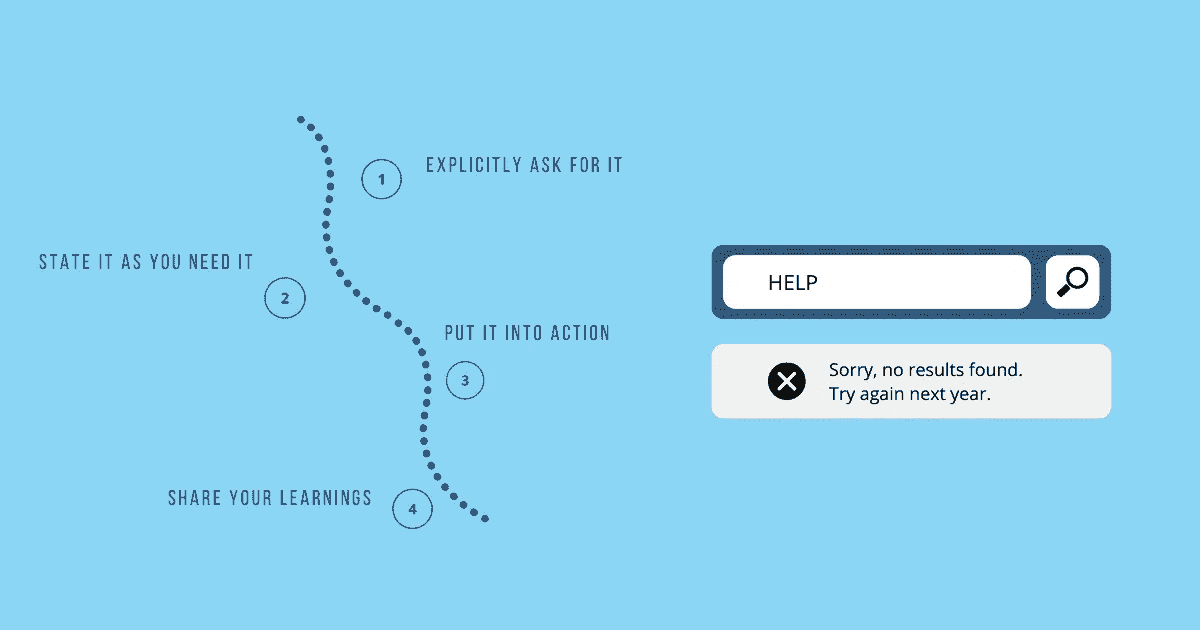 1
EXPLICITLY ASK FOR IT
STATE IT AS YOU NEED IT
2
PUT IT INTO ACTION
3
SHARE YOUR LEARNINGS
4
HELP
Sorry, no results found.
Try again next year.